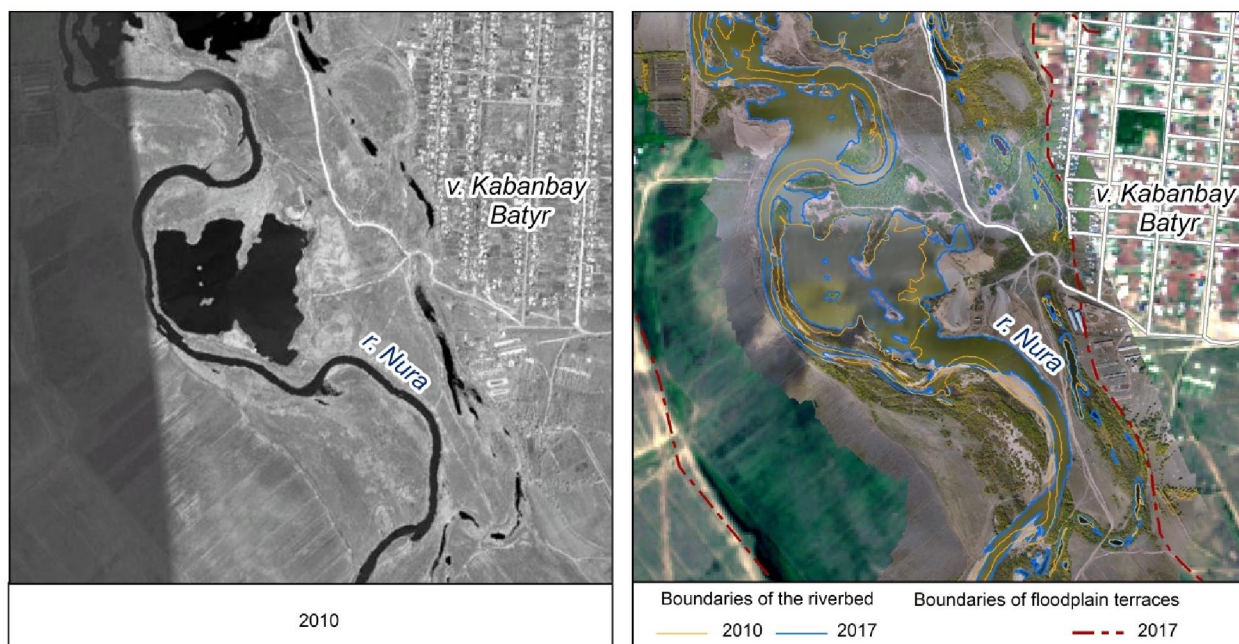 v. Kabanbay
Batyr
r. Nura
2010
v. Kabanbay
Batyr
r. Nura
Boundaries of the riverbed
2010
2017
Boundaries of floodplain terraces
2017